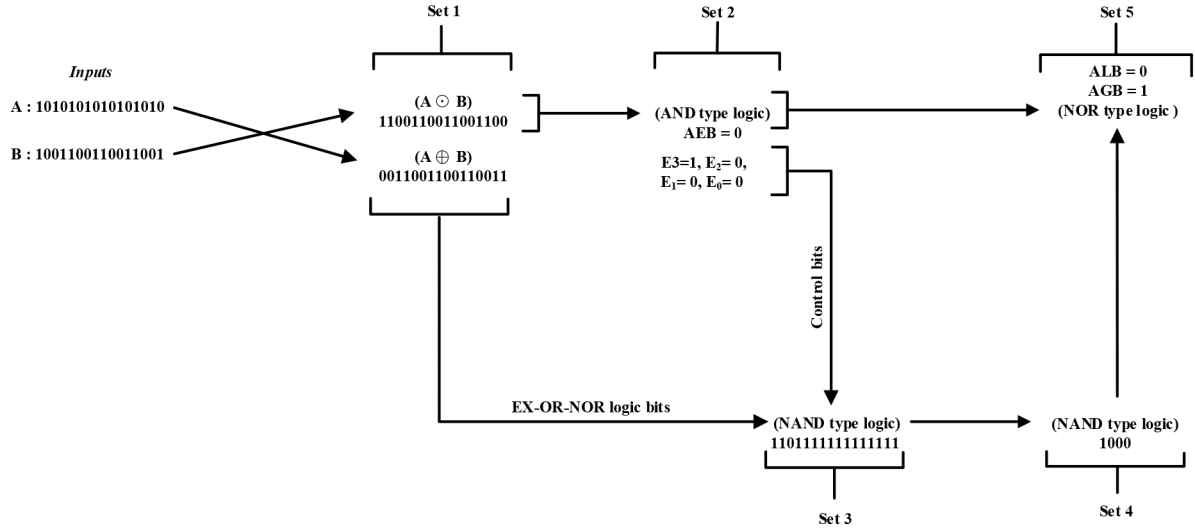 Set 1
Set 2
Set 5
Inputs
A : 1010101010101010
B : 1001100110011001
(A ⊙ B)
1100110011001100
(A ⊕ B)
0011001100110011
(AND type logic)
AEB = 0
E3=1, E₂= 0,
E₁= 0, E₀= 0
ALB = 0
AGB = 1
(NOR type logic )
Control bits
EX-OR-NOR logic bits
(NAND type logic)
1101111111111111
(NAND type logic)
1000
Set 3
Set 4